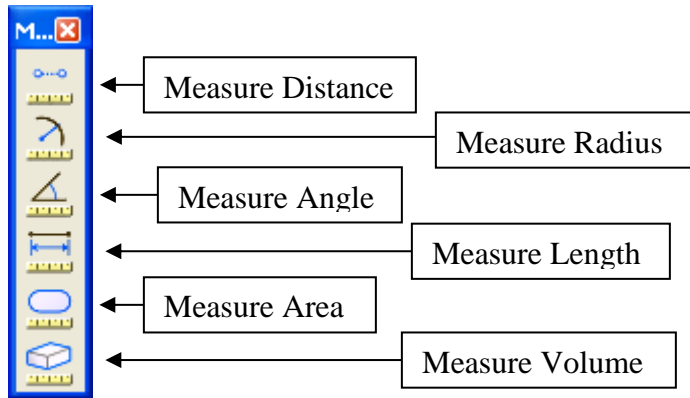 M...
Measure Distance
Measure Radius
Measure Angle
Measure Length
Measure Area
Measure Volume